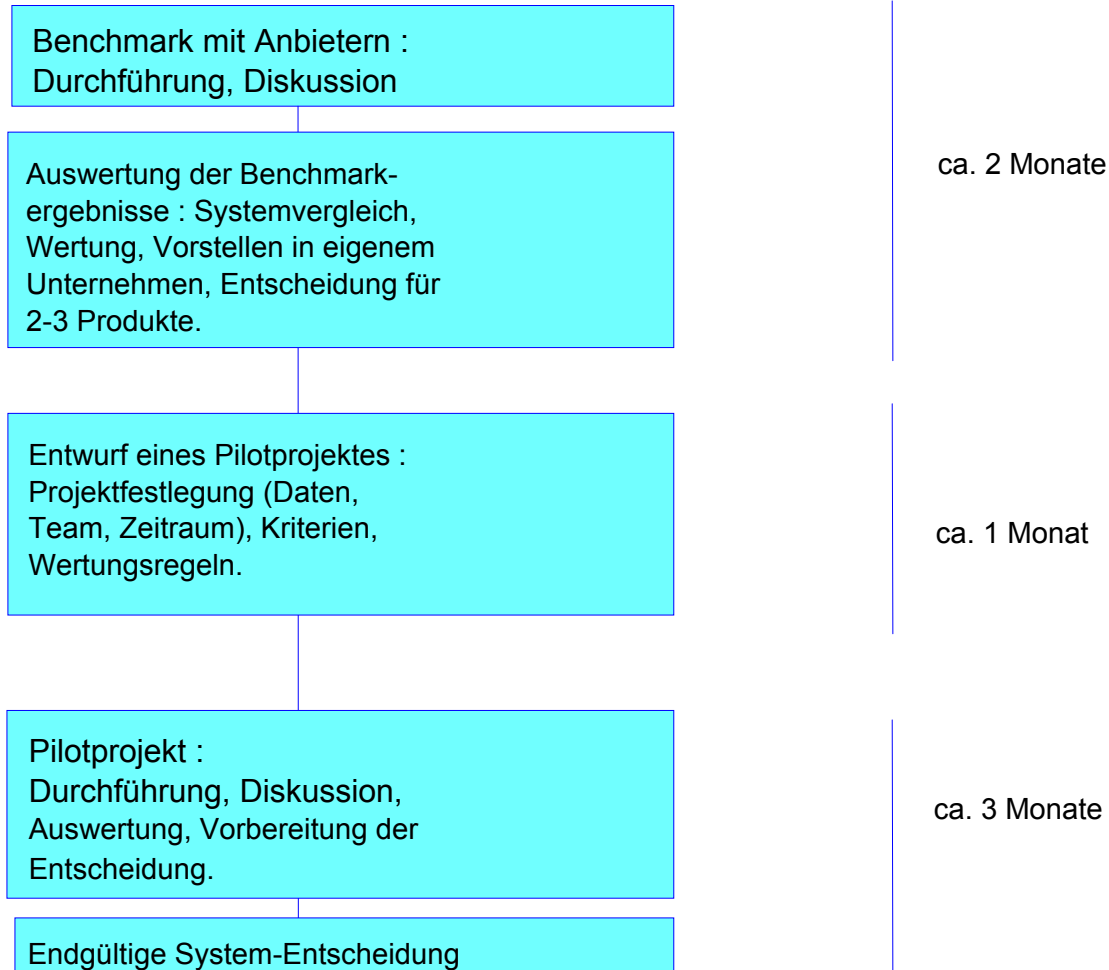 Benchmark mit Anbietern :
Durchführung, Diskussion
Auswertung der Benchmark-
ergebnisse : Systemvergleich,
Wertung, Vorstellen in eigenem
Unternehmen, Entscheidung für
2-3 Produkte.
ca. 2 Monate
Entwurf eines Pilotprojektes :
Projektfestlegung (Daten,
Team, Zeitraum), Kriterien,
Wertungsregeln.
ca. 1 Monat
Pilotprojekt :
Durchführung, Diskussion,
Auswertung, Vorbereitung der
Entscheidung.
ca. 3 Monate
Endgültige System-Entscheidung